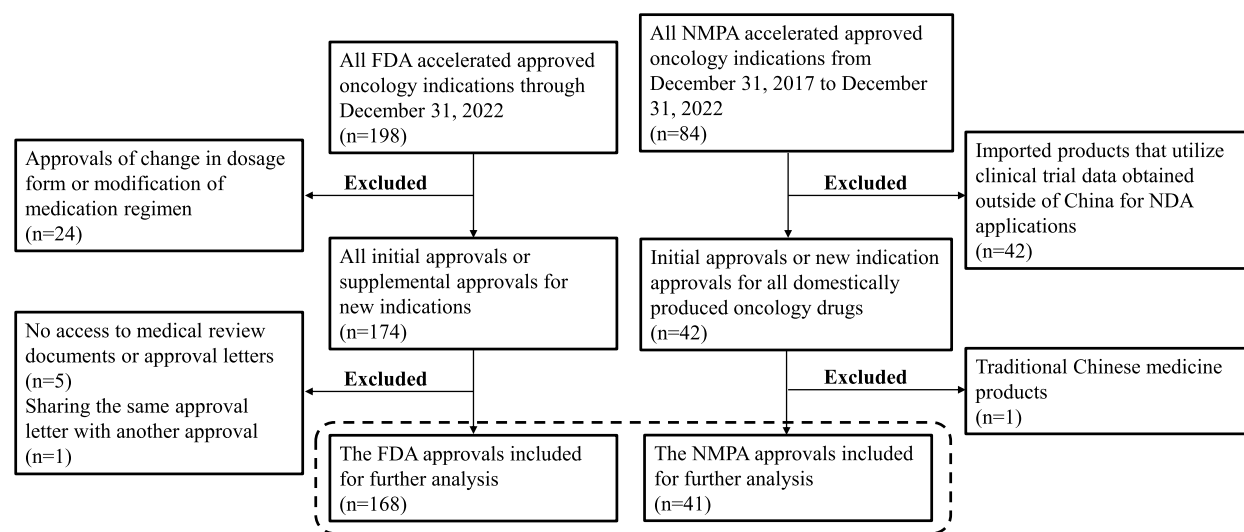 All FDA accelerated approved
oncology indications through
December 31, 2022
(n=198)
All NMPA accelerated approved
oncology indications from
December 31, 2017 to December
31, 2022
(n=84)
Approvals of change in dosage
form or modification of
medication regimen
(n=24)
Excluded
Excluded
Imported products that utilize
clinical trial data obtained
outside of China for NDA
applications
(n=42)
All initial approvals or
supplemental approvals for
new indications
(n=174)
Initial approvals or new indication
approvals for all domestically
produced oncology drugs
(n=42)
No access to medical review
documents or approval letters
(n=5)
Sharing the same approval
letter with another approval
(n=1)
Excluded
Excluded
Traditional Chinese medicine
products
(n=1)
The FDA approvals included
for further analysis
(n=168)
The NMPA approvals included
for further analysis
(n=41)